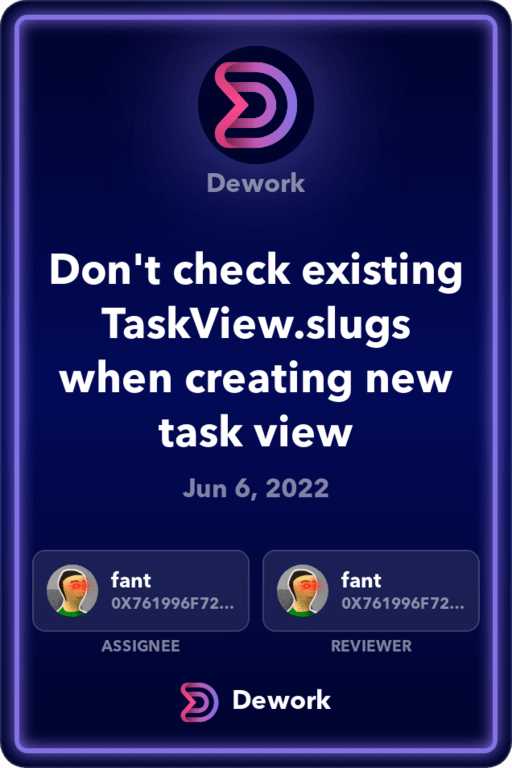 Dework
Don't check existing
TaskView.slugs
when creating new
task view
Jun 6, 2022
fant
0X761996F72...
ASSIGNEE
fant
0X761996F72...
REVIEWER
Dework